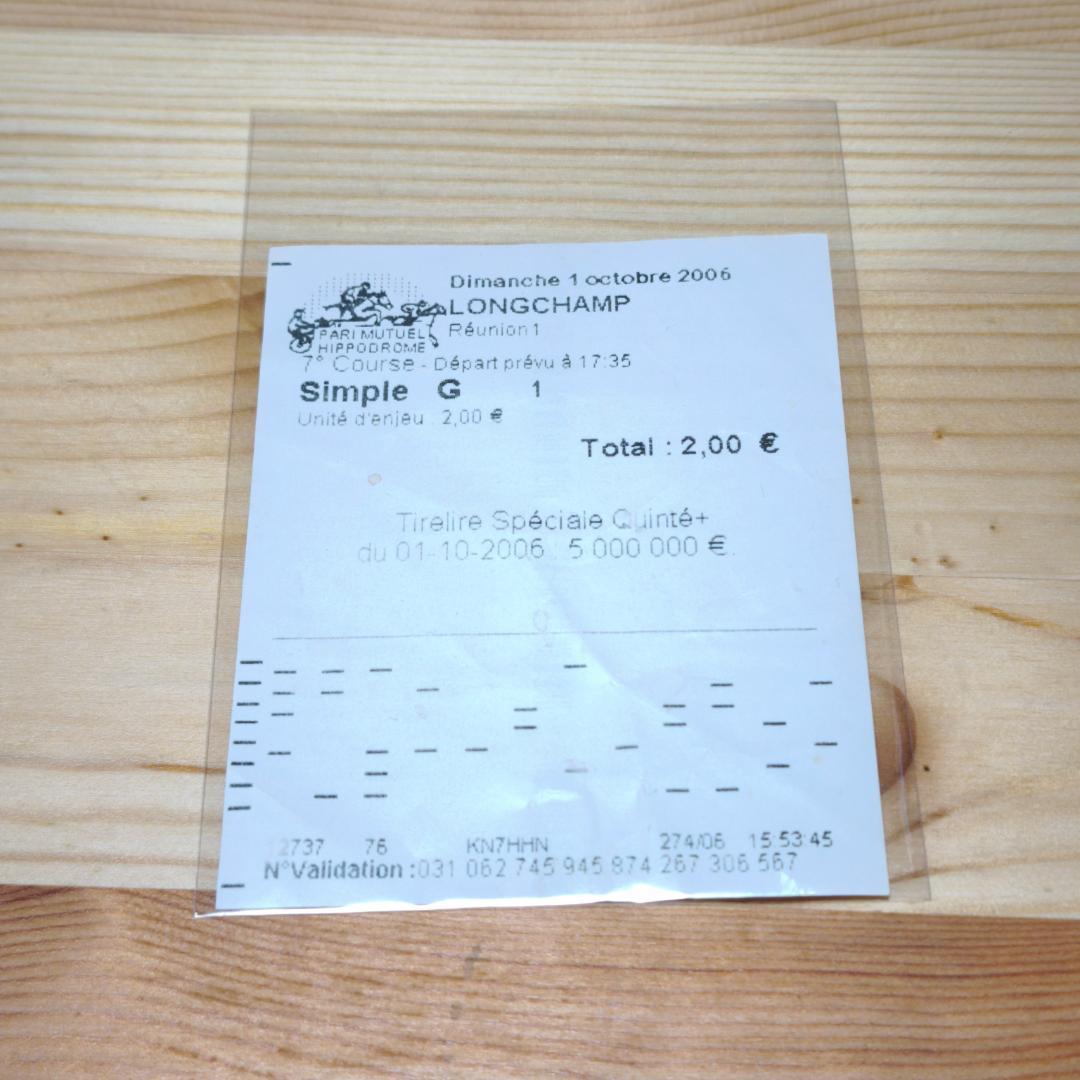 Dimanche 1 octobre 2006
LONGCHAMP
PARI MUTUEL
Réunion 1
HIPPODROME
7° Course - Départ prévu à 17:35
Simple G 1
Unité d'enjeu : 2,00 €
Total : 2,00 €
Tirelire Spéciale Quinté+
du 01-10-2006 : 5 000 000 €.
12737 76 KN7HHN 274/06 15:53:45
N°Validation :031 062 745 945 874 267 306 567